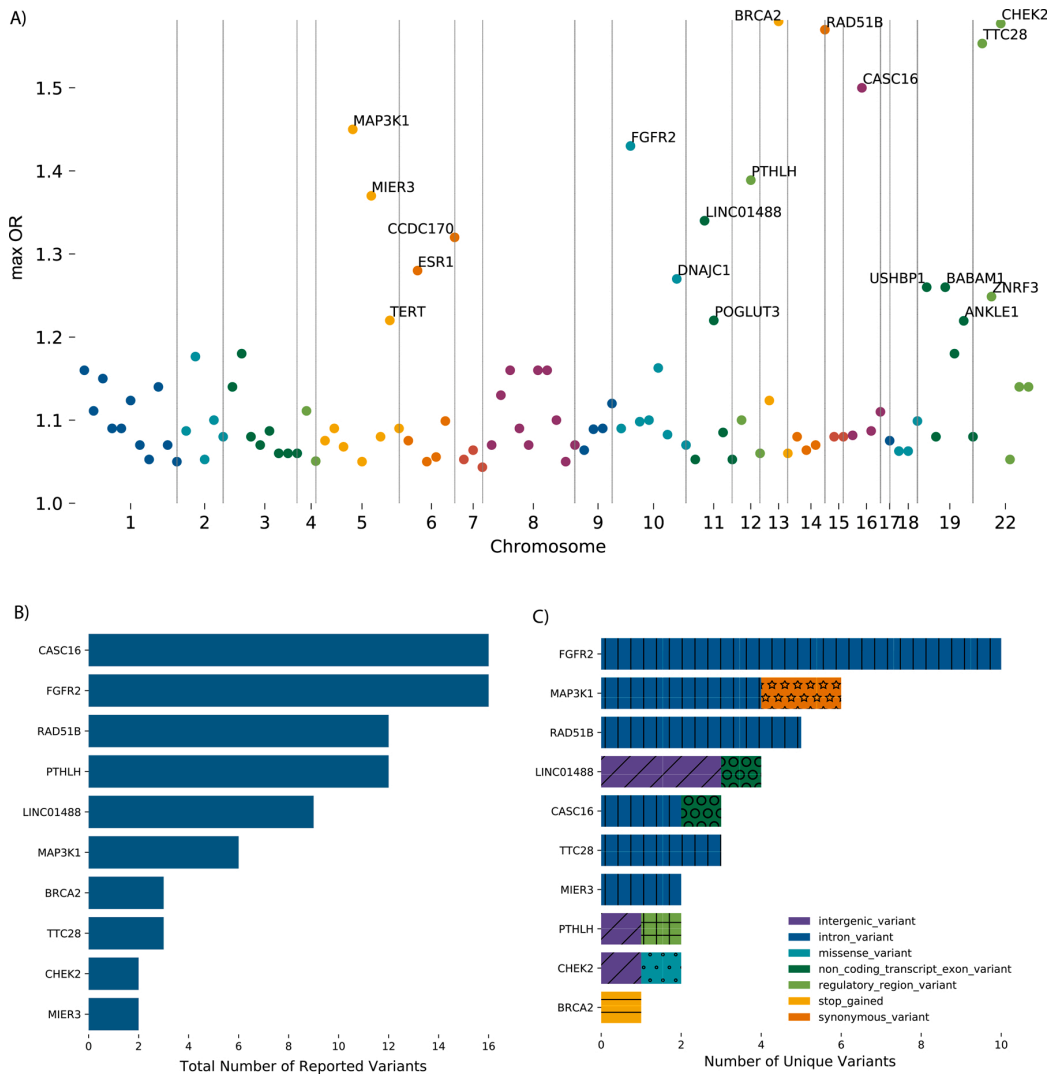 A)
BRCA2
RAD51B
CHEK2
TTC28
CASC16
MAP3K1
FGFR2
PTHLH
MIER3
LINC01488
CCDC170
ESR1
DNAJC1
USHBP1
BABAM1
ZNRF3
TERT
POGLUT3
ANKLE1
1.5
1.4
1.3
1.2
1.1
1.0
max OR
1 2 3 4 5 6 7 8 9 10 11 12 13 14 15 16 17 18 19 22
Chromosome
B)
CASC16
FGFR2
RAD51B
PTHLH
LINC01488
MAP3K1
BRCA2
TTC28
CHEK2
MIER3
0 2 4 6 8 10 12 14 16
Total Number of Reported Variants
C)
FGFR2
MAP3K1
RAD51B
LINC01488
CASC16
TTC28
MIER3
PTHLH
CHEK2
BRCA2
intergenic_variant
intron_variant
missense_variant
non_coding_transcript_exon_variant
regulatory_region_variant
stop_gained
synonymous_variant
0 2 4 6 8 10
Number of Unique Variants